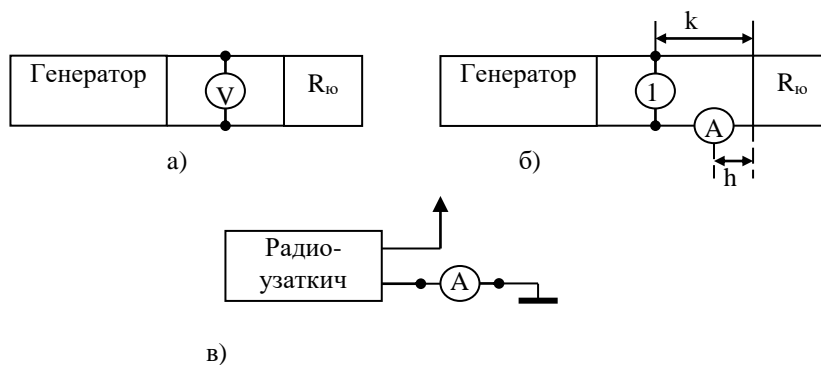 k
Генератор
V
Rю
Генератор
1
A
Rю
а)
б)
h
Радио-
узаткич
A
в)